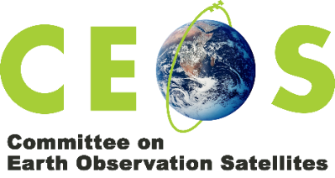 CEOS
Committee on
Earth Observation Satellites